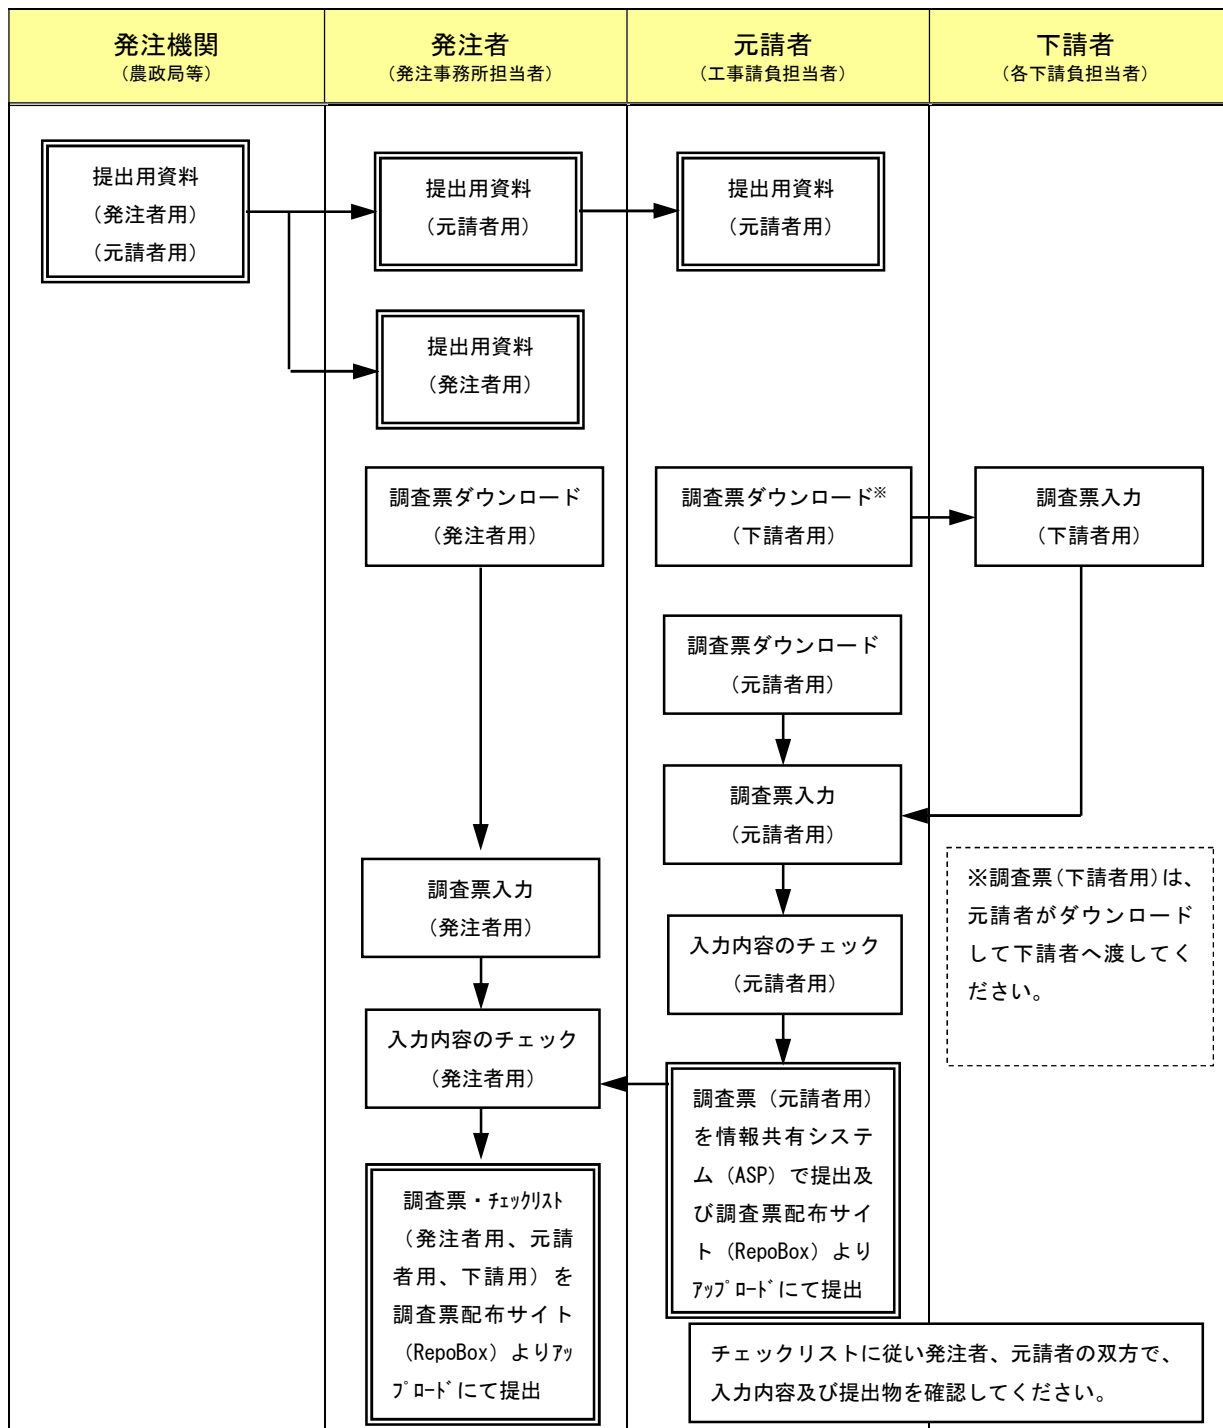 発注機関
（農政局等）
発注者
（発注事務所担当者）
元請者
（工事請負担当者）
下請者
（各下請負担当者）
提出用資料
（発注者用）
（元請者用）
提出用資料
（元請者用）
提出用資料
（元請者用）
提出用資料
（発注者用）
調査票ダウンロード
（発注者用）
調査票ダウンロード※
（下請者用）
調査票入力
（下請者用）
調査票ダウンロード
（元請者用）
調査票入力
（元請者用）
調査票入力
（発注者用）
※調査票（下請者用）は、
元請者がダウンロード
して下請者へ渡してく
ださい。
入力内容のチェック
（元請者用）
入力内容のチェック
（発注者用）
調査票（元請者用）
を情報共有システ
ム（ASP）で提出及
び調査票配布サイ
ト（RepoBox）より
ｱｯﾌﾟﾛｰﾄﾞにて提出
調査票・ﾁｪｯｸﾘｽﾄ
（発注者用、元請
者用、下請用）を
調査票配布サイト
（RepoBox）よりｱｯ
ﾌﾟﾛｰﾄﾞにて提出
チェックリストに従い発注者、元請者の双方で、
入力内容及び提出物を確認してください。